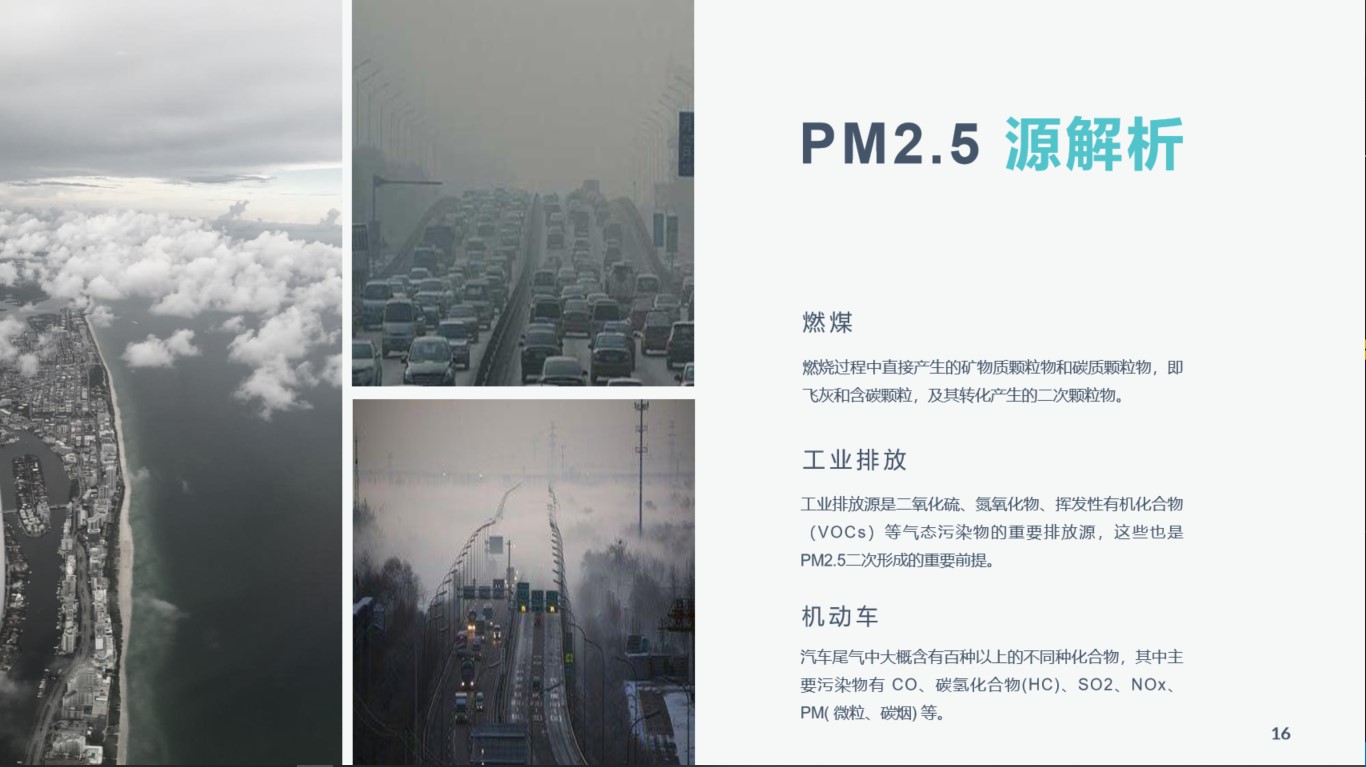 PM2.5 源解析
燃煤
燃烧过程中直接产生的矿物质颗粒物和碳质颗粒物，即
飞灰和含碳颗粒，及其转化产生的二次颗粒物。
工业排放
工业排放源是二氧化硫、氮氧化物、挥发性有机化合物
（VOCs）等气态污染物的重要排放源，这些也是
PM2.5二次形成的重要前提。
机动车
汽车尾气中大概含有百种以上的不同种化合物，其中主
要污染物有 CO、碳氢化合物(HC)、SO2、NOx、
PM( 微粒、碳烟) 等。
16